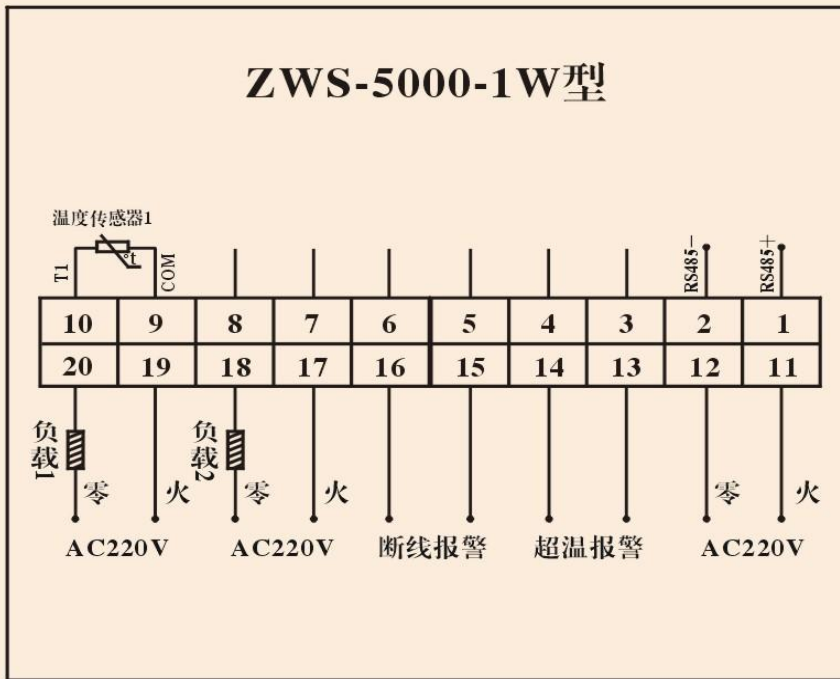 ZWS-5000-1W型
温度传感器1
°t
T1
COM
RS485−
RS485+
10 9 8 7 6 5 4 3 2 1
20 19 18 17 16 15 14 13 12 11
负载1
负载2
零 火 零 火 零 火
AC220V AC220V 断线报警 超温报警 AC220V